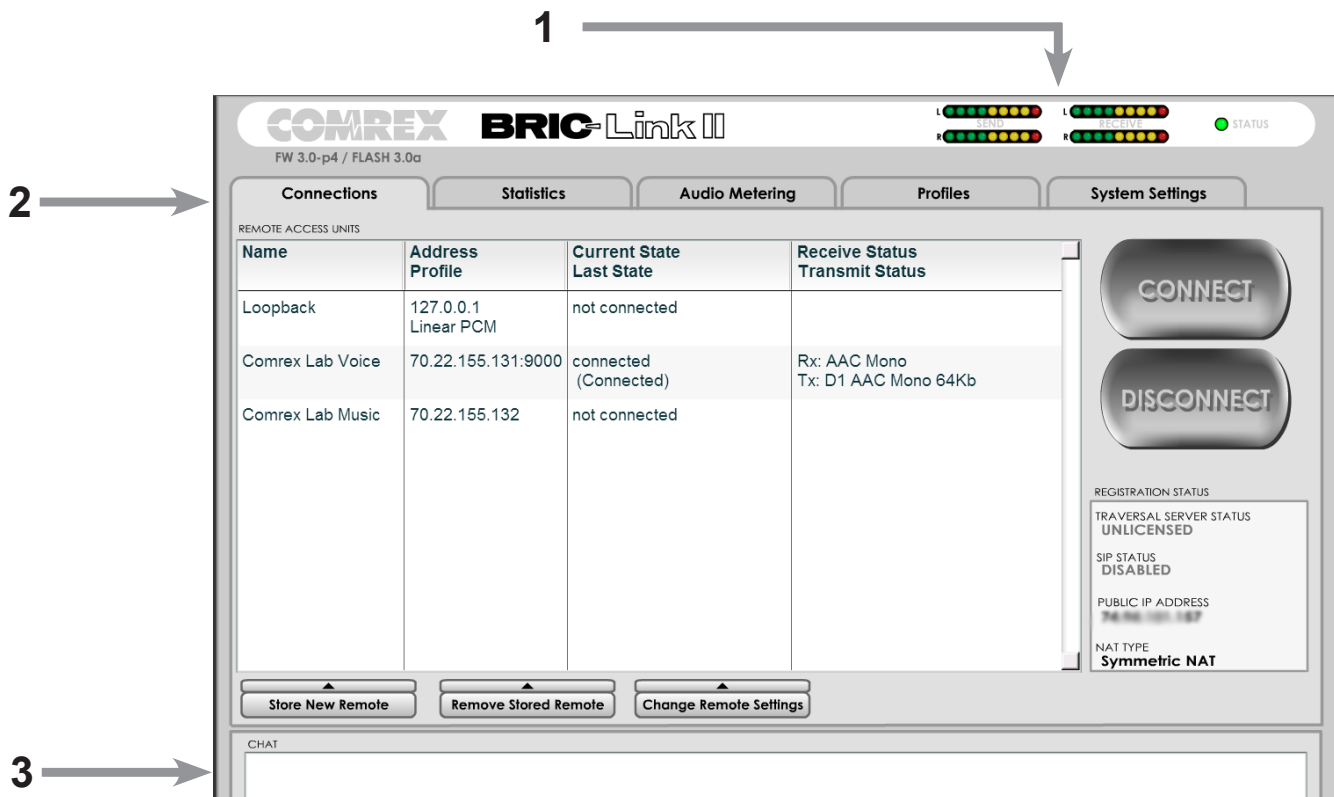 1
COMREX BRIC-Link II
L SEND R
L RECEIVE R
STATUS
FW 3.0-p4 / FLASH 3.0a
2
Connections Statistics Audio Metering Profiles System Settings
REMOTE ACCESS UNITS
Name Address Current State Receive Status
Profile Last State Transmit Status
Loopback 127.0.0.1 not connected
Linear PCM
Comrex Lab Voice 70.22.155.131:9000 connected Rx: AAC Mono
(Connected) Tx: D1 AAC Mono 64Kb
Comrex Lab Music 70.22.155.132 not connected
CONNECT
DISCONNECT
REGISTRATION STATUS
TRAVERSAL SERVER STATUS
UNLICENSED
SIP STATUS
DISABLED
PUBLIC IP ADDRESS
NAT TYPE
Symmetric NAT
Store New Remote Remove Stored Remote Change Remote Settings
3
CHAT